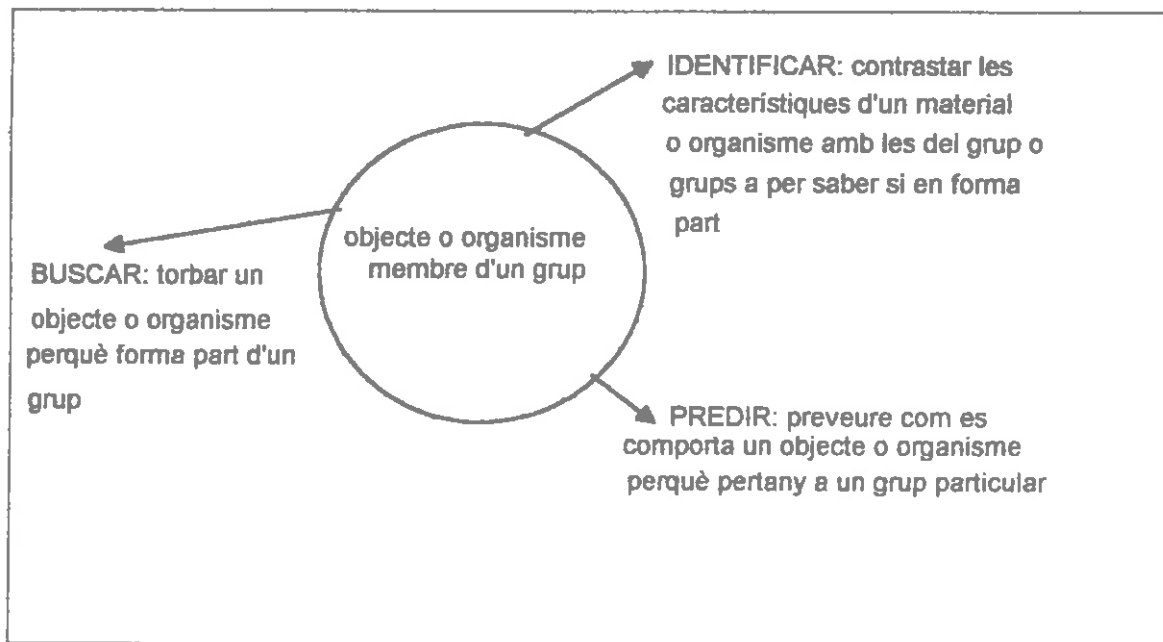 IDENTIFICAR: contrastar les
característiques d'un material
o organisme amb les del grup o
grups a per saber si en forma
part
objecte o organisme
membre d'un grup
BUSCAR: torbar un
objecte o organisme
perquè forma part d'un
grup
PREDIR: preveure com es
comporta un objecte o organisme
perquè pertany a un grup particular